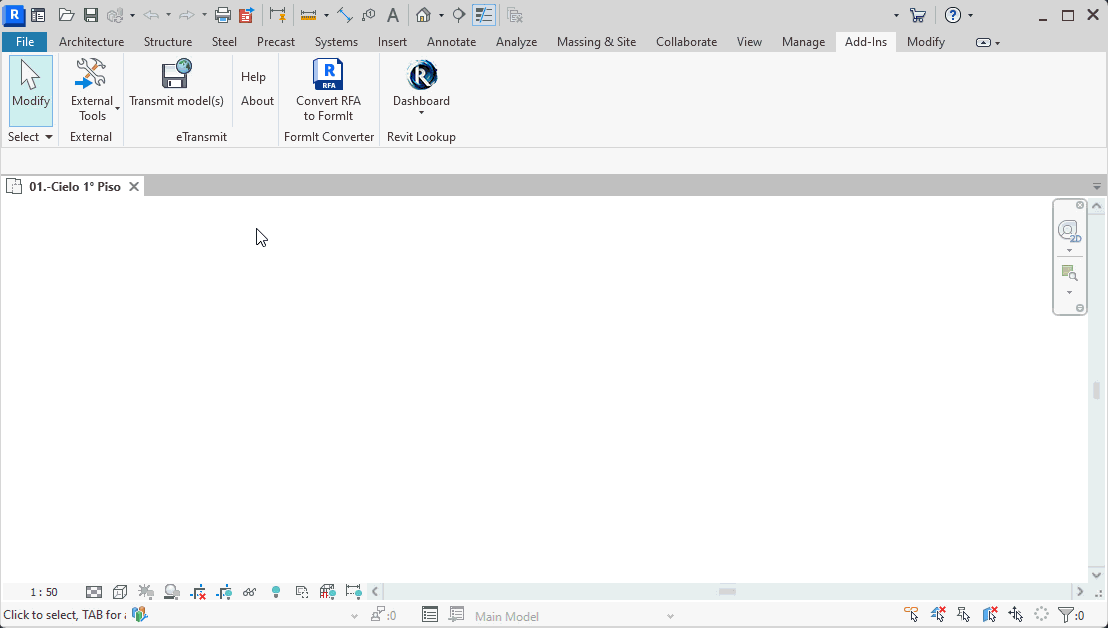 R
A
?
File Architecture Structure Steel Precast Systems Insert Annotate Analyze Massing & Site Collaborate View Manage Add-Ins Modify
Modify
External
Tools
Transmit model(s)
Help
About
R
RFA
Convert RFA
to FormIt
R
Dashboard
Select External eTransmit FormIt Converter Revit Lookup
01.-Cielo 1° Piso
2D
1 : 50
Click to select, TAB for a :0 Main Model :0